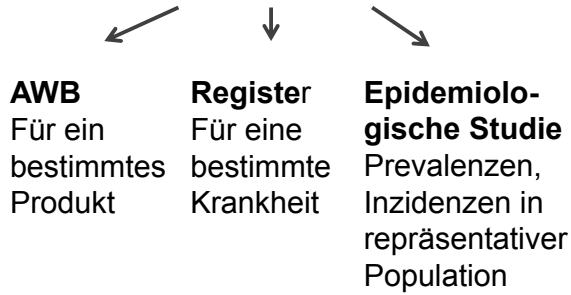 AWB
Für ein
bestimmtes
Produkt
Register
Für eine
bestimmte
Krankheit
Epidemiolo-
gische Studie
Prevalenzen,
Inzidenzen in
repräsentativer
Population